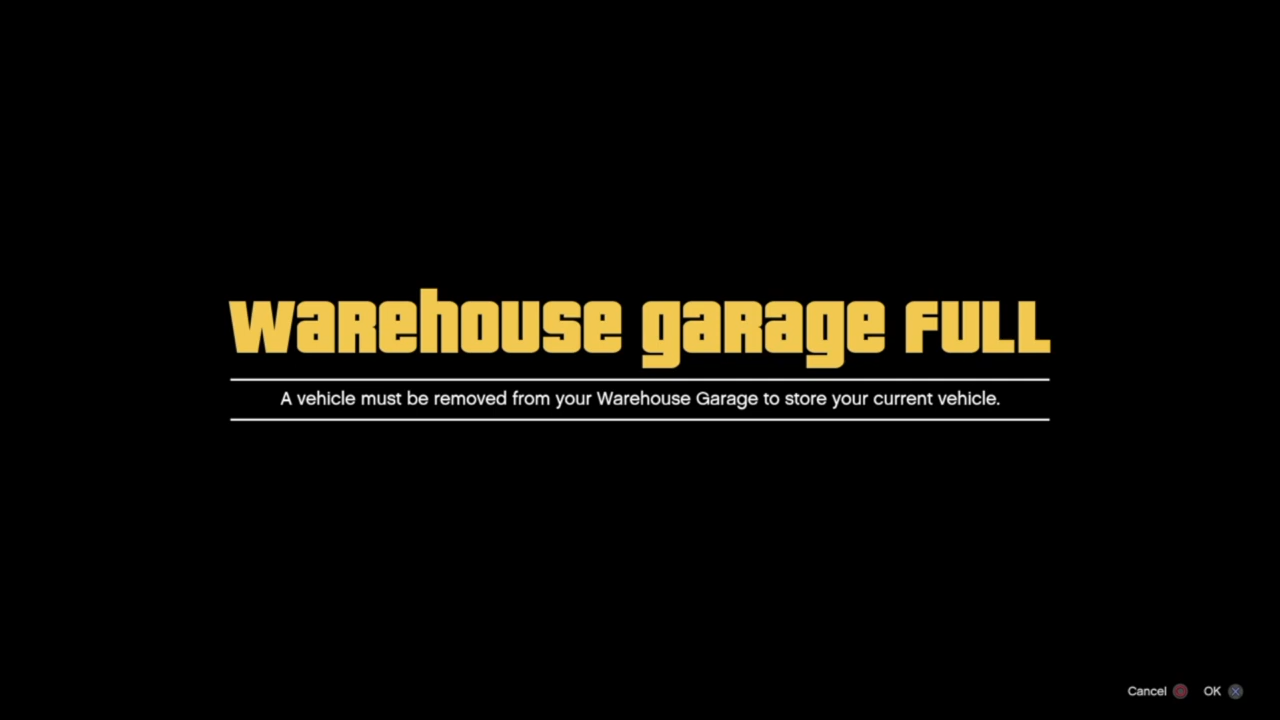 warehouse garage FULL
A vehicle must be removed from your Warehouse Garage to store your current vehicle.
Cancel OK